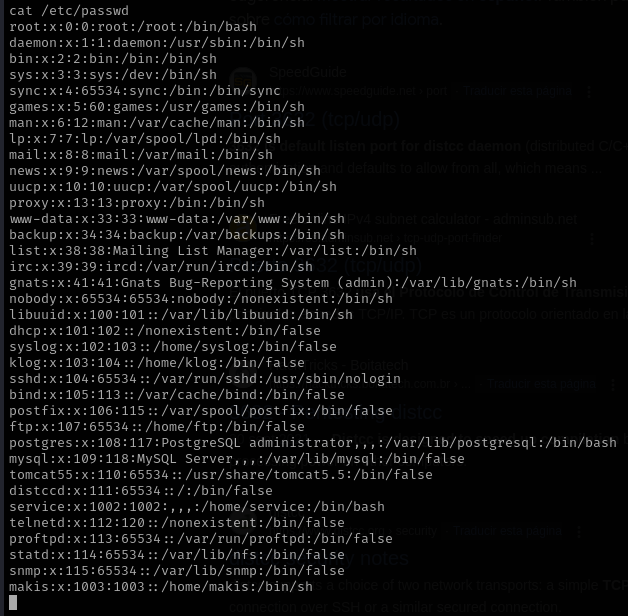 cat /etc/passwd
root:x:0:0:root:/root:/bin/bash
daemon:x:1:1:daemon:/usr/sbin:/bin/sh
bin:x:2:2:bin:/bin:/bin/sh
sys:x:3:3:sys:/dev:/bin/sh
sync:x:4:65534:sync:/bin:/bin/sync
games:x:5:60:games:/usr/games:/bin/sh
man:x:6:12:man:/var/cache/man:/bin/sh
lp:x:7:7:lp:/var/spool/lpd:/bin/sh
mail:x:8:8:mail:/var/mail:/bin/sh
news:x:9:9:news:/var/spool/news:/bin/sh
uucp:x:10:10:uucp:/var/spool/uucp:/bin/sh
proxy:x:13:13:proxy:/bin:/bin/sh
www-data:x:33:33:www-data:/var/www:/bin/sh
backup:x:34:34:backup:/var/backups:/bin/sh
list:x:38:38:Mailing List Manager:/var/list:/bin/sh
irc:x:39:39:ircd:/var/run/ircd:/bin/sh
gnats:x:41:41:Gnats Bug-Reporting System (admin):/var/lib/gnats:/bin/sh
nobody:x:65534:65534:nobody:/nonexistent:/bin/sh
libuuid:x:100:101::/var/lib/libuuid:/bin/sh
dhcp:x:101:102::/nonexistent:/bin/false
syslog:x:102:103::/home/syslog:/bin/false
klog:x:103:104::/home/klog:/bin/false
sshd:x:104:65534::/var/run/sshd:/usr/sbin/nologin
bind:x:105:113::/var/cache/bind:/bin/false
postfix:x:106:115::/var/spool/postfix:/bin/false
ftp:x:107:65534::/home/ftp:/bin/false
postgres:x:108:117:PostgreSQL administrator,,,:/var/lib/postgresql:/bin/bash
mysql:x:109:118:MySQL Server,,,:/var/lib/mysql:/bin/false
tomcat55:x:110:65534::/usr/share/tomcat5.5:/bin/false
distccd:x:111:65534::/:/bin/false
service:x:1002:1002:,,,:/home/service:/bin/bash
telnetd:x:112:120::/nonexistent:/bin/false
proftpd:x:113:65534::/var/run/proftpd:/bin/false
statd:x:114:65534::/var/lib/nfs:/bin/false
snmp:x:115:65534::/var/lib/snmp:/bin/false
makis:x:1003:1003::/home/makis:/bin/sh